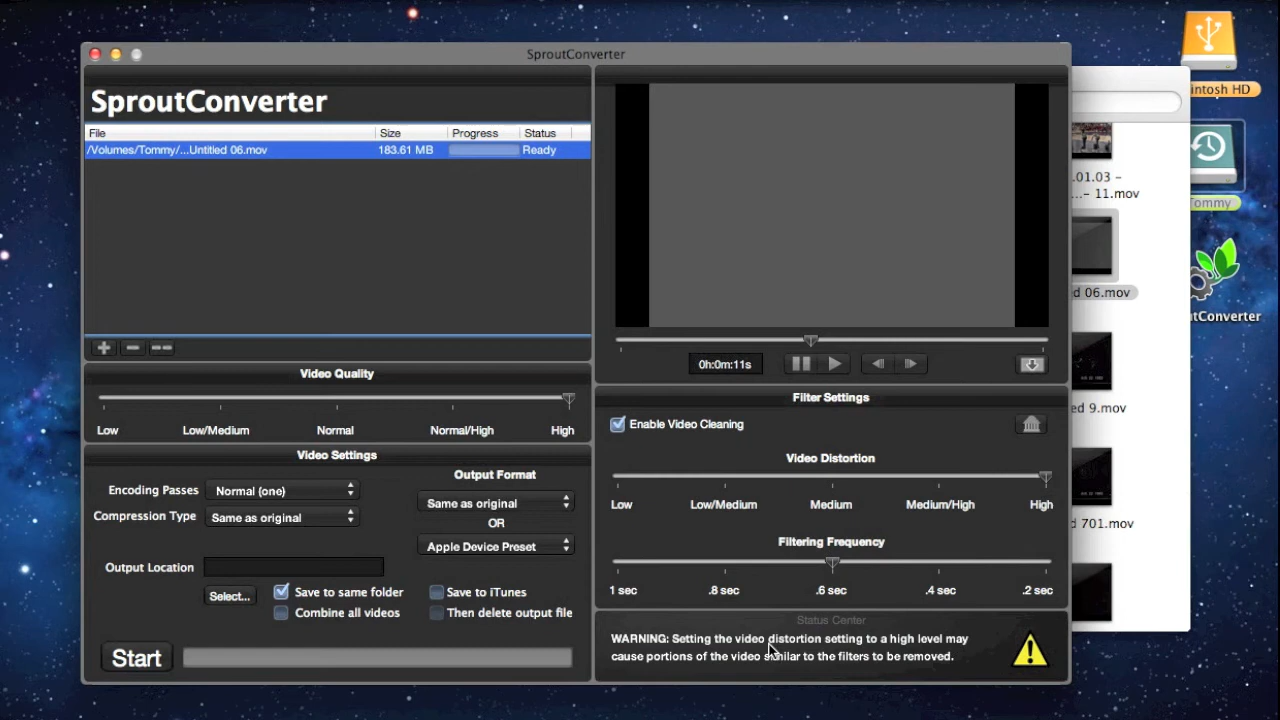 SproutConverter
SproutConverter
File Size Progress Status
/Volumes/Tommy/...Untitled 06.mov 183.61 MB Ready
Video Quality
Low Low/Medium Normal Normal/High High
Video Settings
Encoding Passes Normal (one)
Compression Type Same as original
Output Format
Same as original
OR
Apple Device Preset
Output Location
Select...
Save to same folder
Save to iTunes
Combine all videos
Then delete output file
Start
0h:0m:11s
Filter Settings
Enable Video Cleaning
Video Distortion
Low Low/Medium Medium Medium/High High
Filtering Frequency
1 sec .8 sec .6 sec .4 sec .2 sec
Status Center
WARNING: Setting the video distortion setting to a high level may
cause portions of the video similar to the filters to be removed.
intosh HD
.01.03 –
...– 11.mov
Tommy
d 06.mov
utConverter
ed 9.mov
d 701.mov